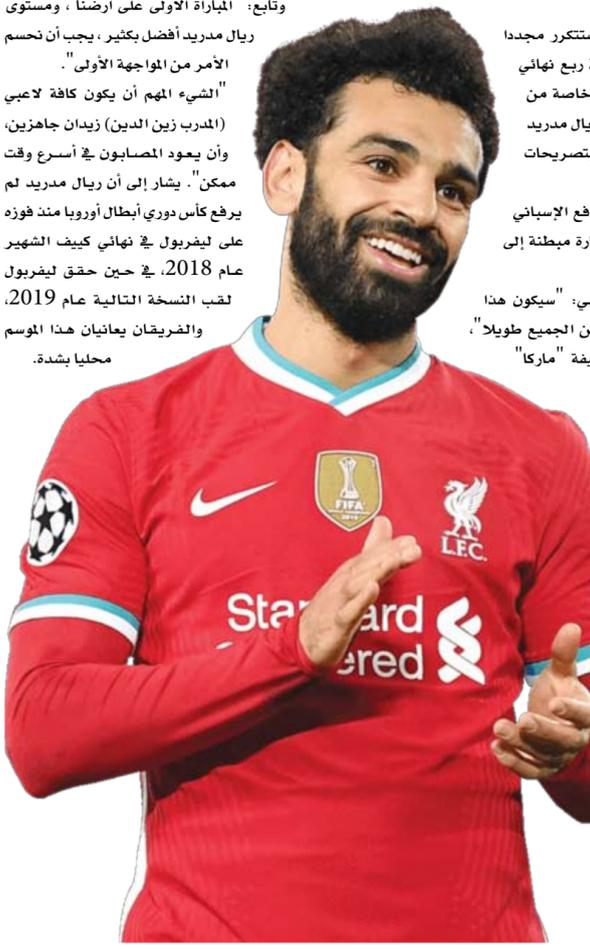 ستتكرر مجددا
ربع نهائي
خاصة من
يال مدريد
تصريحات
فع الإسباني
ارة مبطنة إلى
ي: "سيكون هذا
ن الجميع طويلا"،
يفة "ماركا"
وتابع: "المباراة الأولى على أرضنا، ومستوى
ريال مدريد أفضل بكثير، يجب أن نحسم
الأمر من المواجهة الأولى".
"الشيء المهم أن يكون كافة لاعبي
(المدرب زين الدين) زيدان جاهزين،
وأن يعود المصابون في أسرع وقت
ممكن". يشار إلى أن ريال مدريد لم
يرفع كأس دوري أبطال أوروبا منذ فوزه
على ليفربول في نهائي كييف الشهير
عام 2018، في حين حقق ليفربول
لقب النسخة التالية عام 2019،
والفريقان يعانيان هذا الموسم
محليا بشدة.
FIFA
2019
L.F.C.
Sta ard
ered